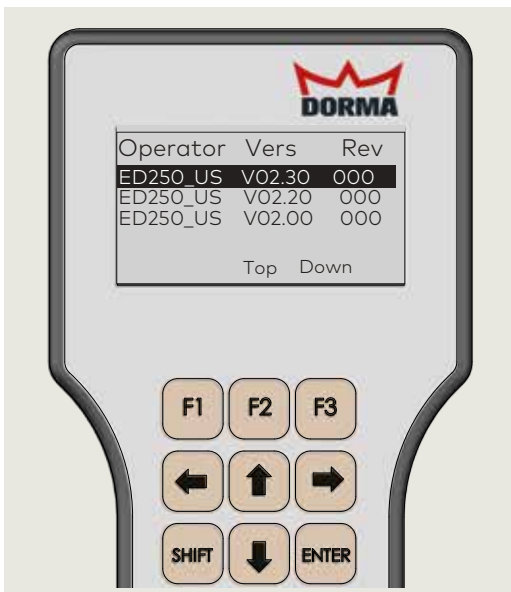 DORMA
Operator Vers Rev
ED250_US V02.30 000
ED250_US V02.20 000
ED250_US V02.00 000
Top Down
F1 F2 F3
SHIFT ENTER